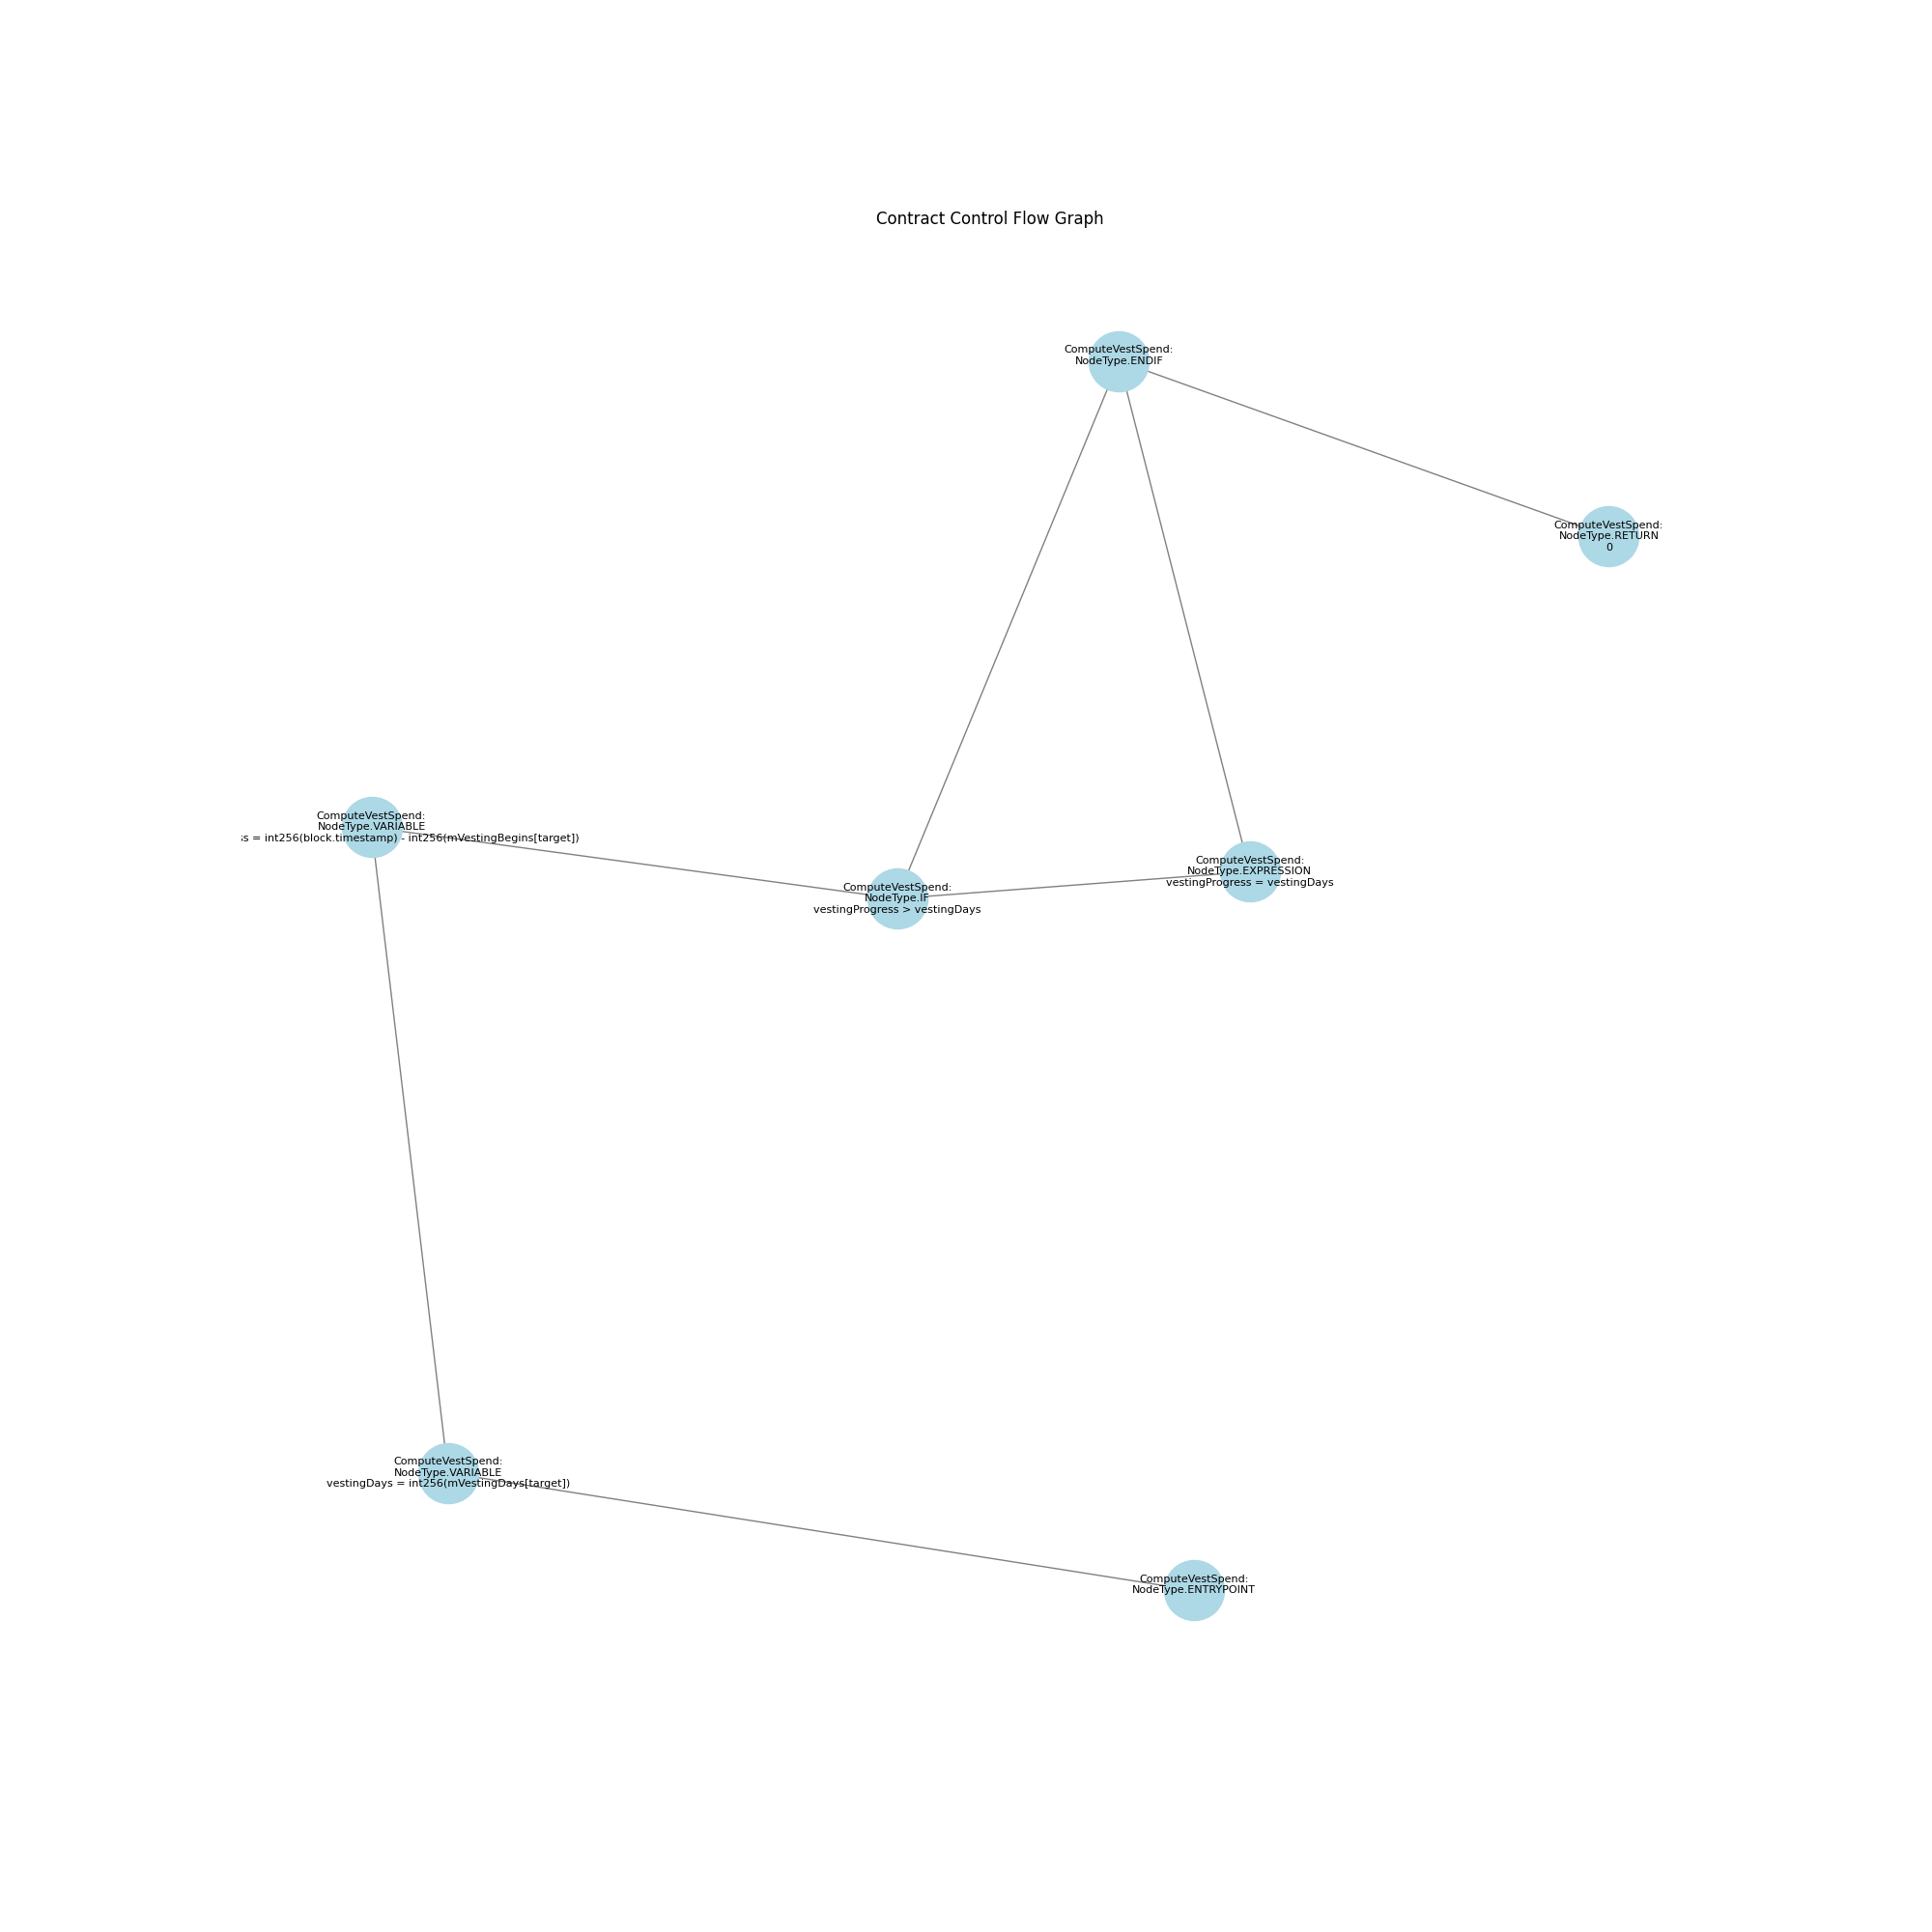 Contract Control Flow Graph
ComputeVestSpend:
NodeType.ENDIF
ComputeVestSpend:
NodeType.RETURN
0
ComputeVestSpend:
NodeType.VARIABLE
= int256(block.timestamp) - int256(mVestingBegins[target])
ComputeVestSpend:
NodeType.EXPRESSION
vestingProgress = vestingDays
ComputeVestSpend:
NodeType.IF
vestingProgress > vestingDays
ComputeVestSpend:
NodeType.VARIABLE
vestingDays = int256(mVestingDays[target])
ComputeVestSpend:
NodeType.ENTRYPOINT